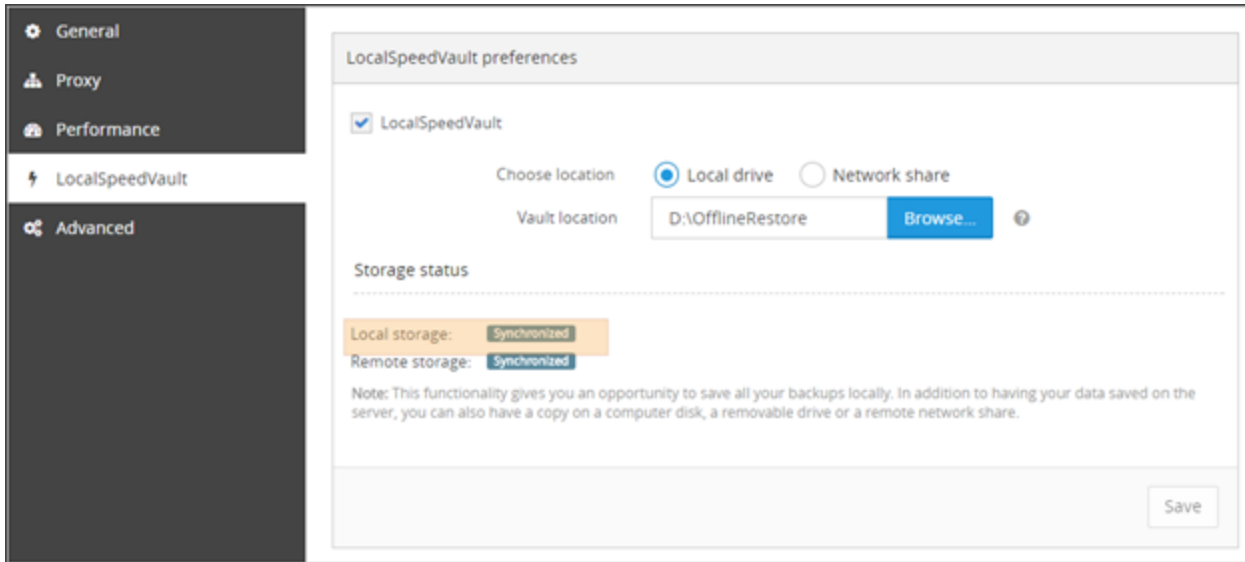 General
Proxy
Performance
LocalSpeedVault
Advanced
LocalSpeedVault preferences
LocalSpeedVault
Choose location Local drive Network share
Vault location D:\OfflineRestore Browse...
Storage status
Local storage: Synchronized
Remote storage: Synchronized
Note: This functionality gives you an opportunity to save all your backups locally. In addition to having your data saved on the
server, you can also have a copy on a computer disk, a removable drive or a remote network share.
Save